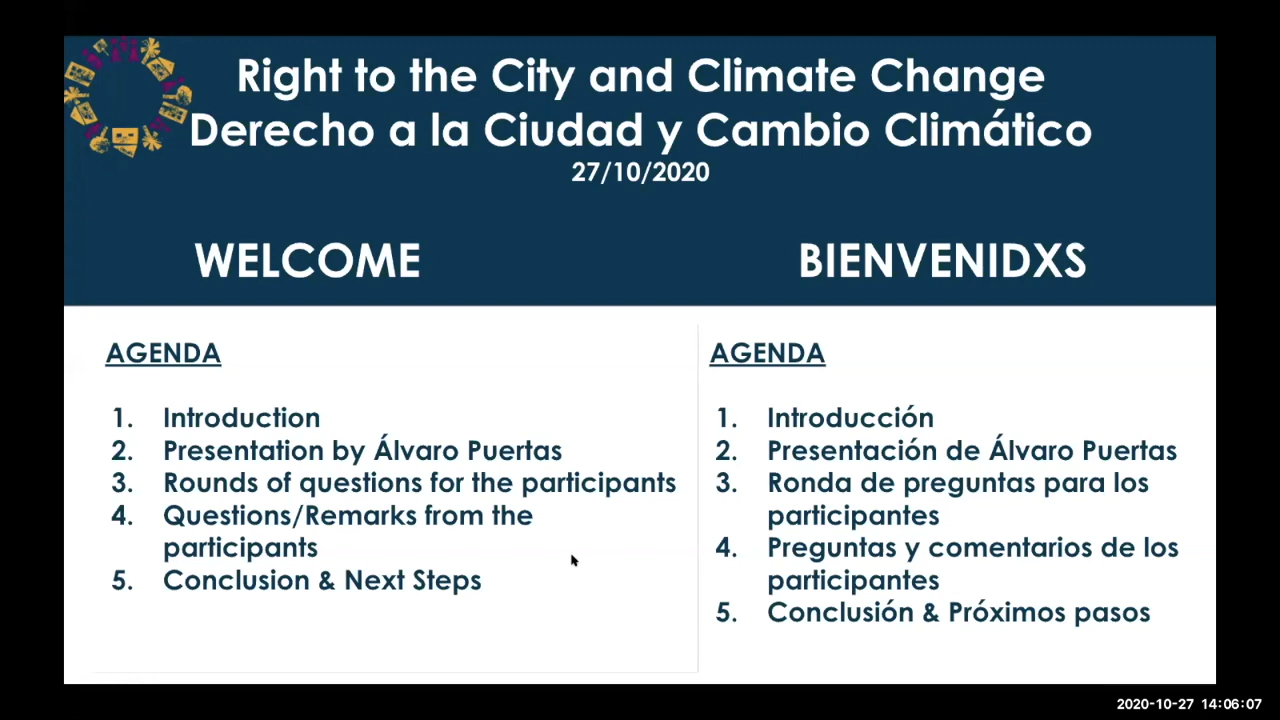 Right to the City and Climate Change
Derecho a la Ciudad y Cambio Climático
27/10/2020
WELCOME
BIENVENIDXS
AGENDA
1. Introduction
2. Presentation by Álvaro Puertas
3. Rounds of questions for the participants
4. Questions/Remarks from the
participants
5. Conclusion & Next Steps
AGENDA
1. Introducción
2. Presentación de Álvaro Puertas
3. Ronda de preguntas para los
participantes
4. Preguntas y comentarios de los
participantes
5. Conclusión & Próximos pasos
2020-10-27 14:06:07